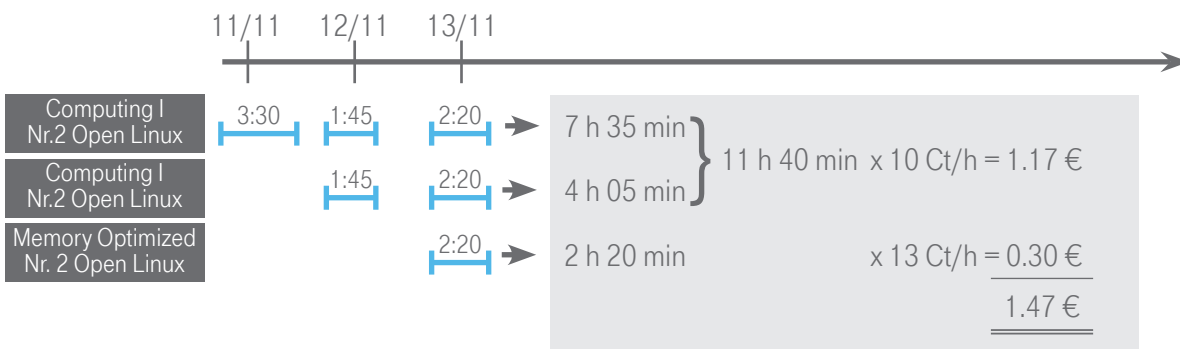 11/11 12/11 13/11
Computing I
Nr.2 Open Linux
3:30 1:45 2:20 7 h 35 min
11 h 40 min x 10 Ct/h = 1.17 €
Computing I
Nr.2 Open Linux
1:45 2:20 4 h 05 min
Memory Optimized
Nr. 2 Open Linux
2:20 2 h 20 min x 13 Ct/h = 0.30 €
1.47 €